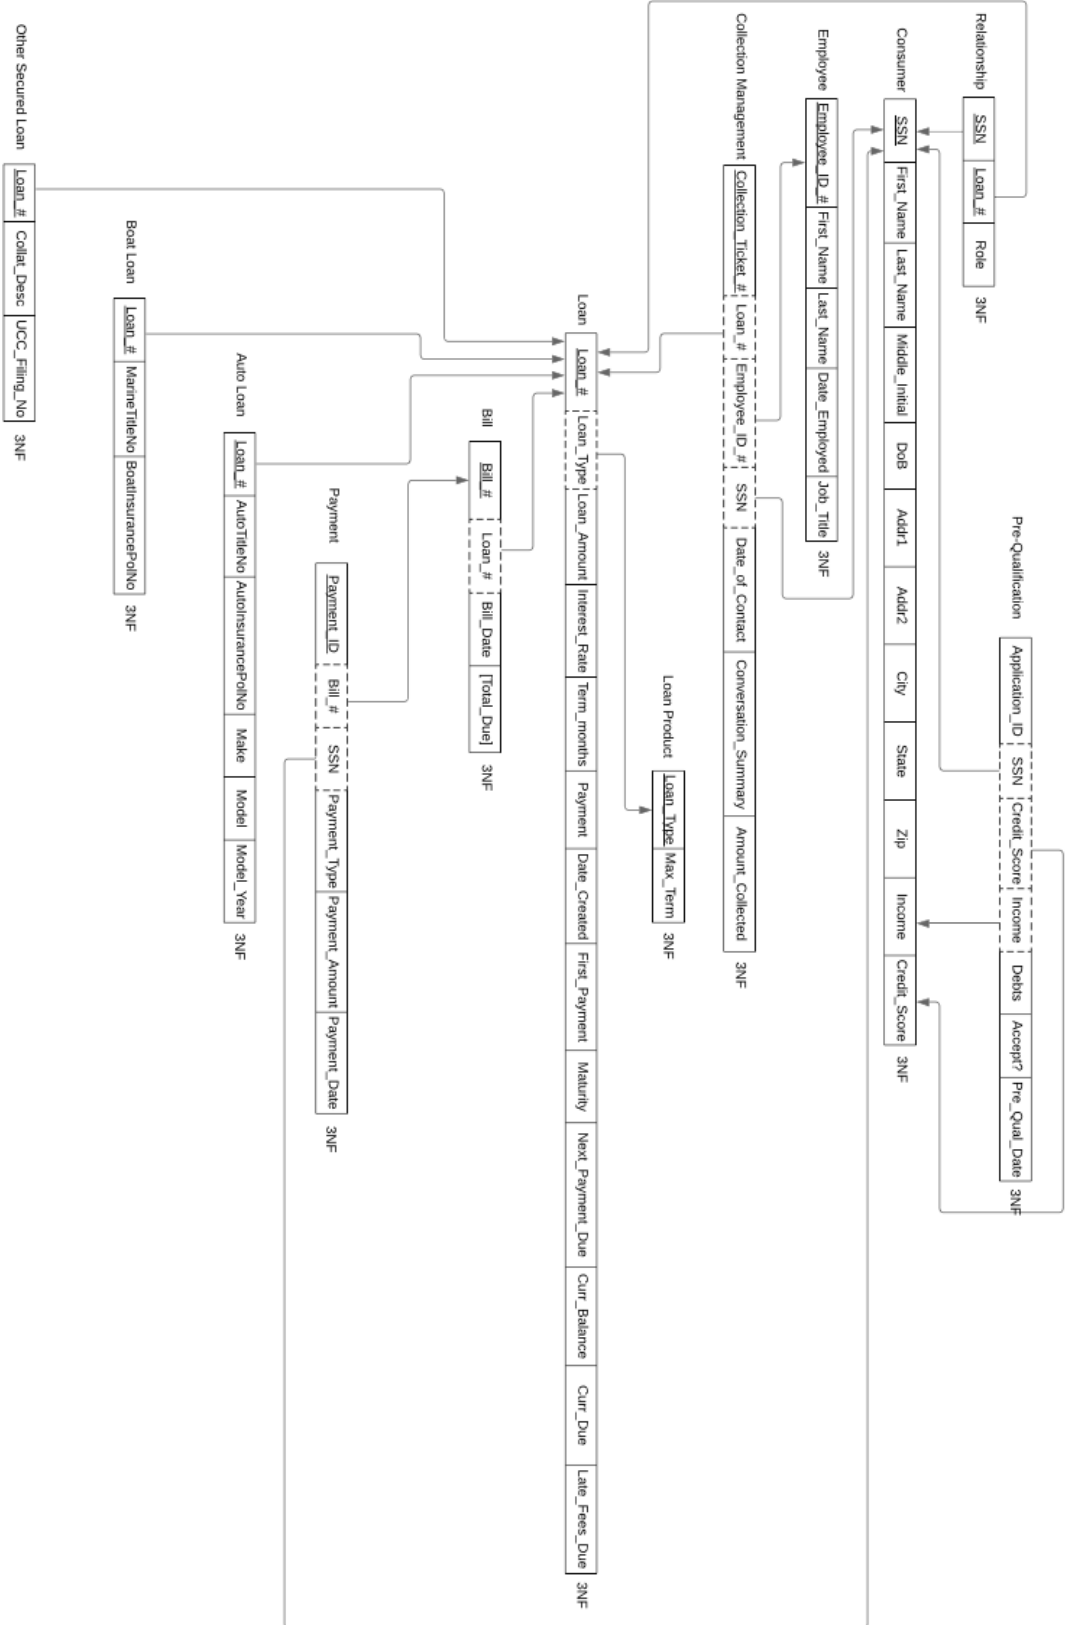 Relationship
SSN Loan_# Role 3NF
Pre-Qualification
Application_ID SSN Credit_Score Income Debts Accept? Pre_Qual_Date 3NF
Consumer
SSN First_Name Last_Name Middle_Initial DoB Addr1 Addr2 City State Zip Income Credit_Score 3NF
Employee
Employee_ID_# First_Name Last_Name Date_Employed Job_Title 3NF
Collection Management
Collection_Ticket_# Loan_# Employee_ID_# SSN Date_of_Contact Conversation_Summary Amount_Collected 3NF
Loan Product
Loan_Type Max_Term 3NF
Loan
Loan_# Loan_Type Loan_Amount Interest_Rate Term_months Payment Date_Created First_Payment Maturity Next_Payment_Due Curr_Balance Curr_Due Late_Fees_Due 3NF
Bill
Bill_# Loan_# Bill_Date [Total_Due] 3NF
Payment
Payment_ID Bill_# SSN Payment_Type Payment_Amount Payment_Date 3NF
Auto Loan
Loan_# AutoTitleNo AutoInsurancePolNo Make Model Model_Year 3NF
Boat Loan
Loan_# MarineTitleNo BoatInsurancePolNo 3NF
Other Secured Loan
Loan_# Collat_Desc UCC_Filing_No 3NF